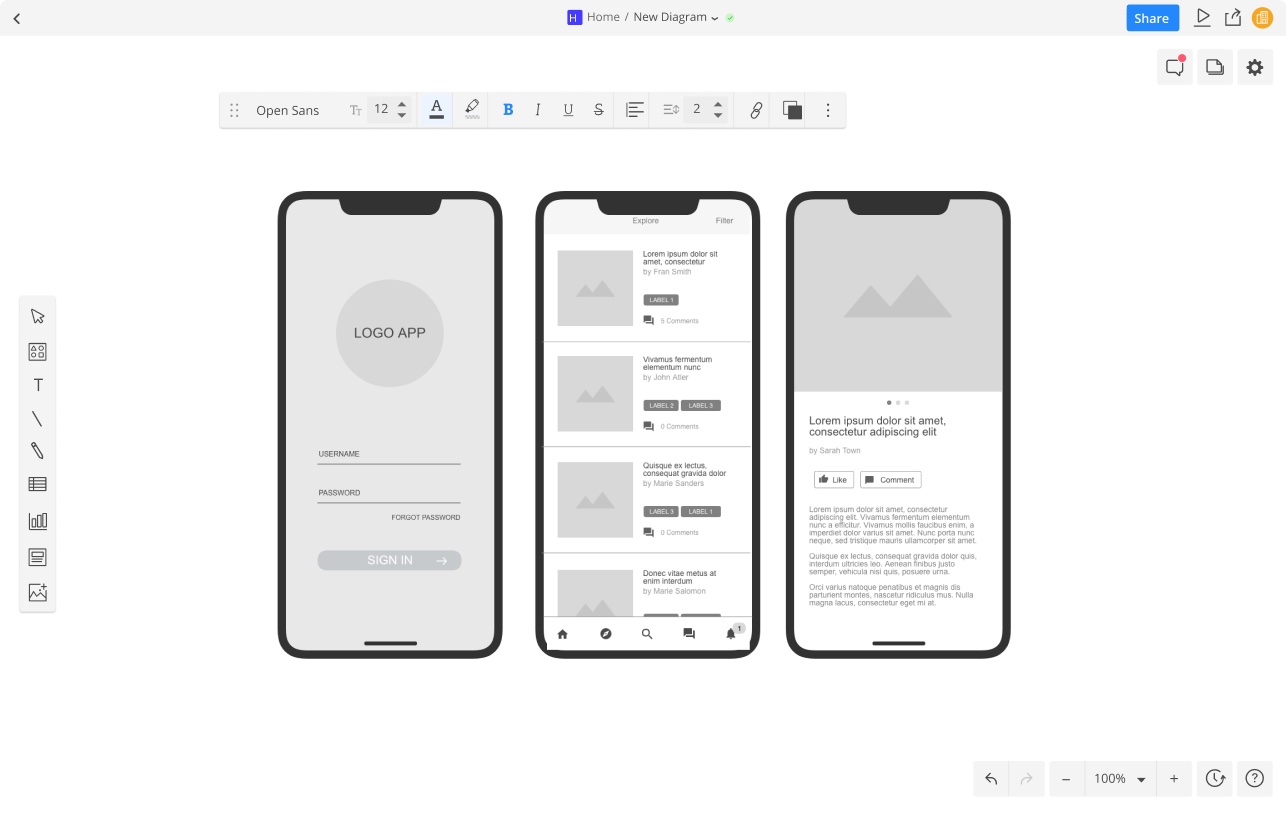 H Home / New Diagram
Share
Open Sans
12
A
B
I
U
S
2
T
LOGO APP
USERNAME
PASSWORD
FORGOT PASSWORD
SIGN IN
Explore
Filter
Lorem ipsum dolor sit
amet, consectetur
by Fran Smith
LABEL 1
5 Comments
Vivamus fermentum
elementum nunc
by John Atler
LABEL 2 LABEL 3
0 Comments
Quisque ex lectus,
consequat gravida dolor
by Marie Sanders
LABEL 3 LABEL 1
0 Comments
Donec vitae metus at
enim interdum
by Marie Salomon
1
Lorem ipsum dolor sit amet,
consectetur adipiscing elit
by Sarah Town
Like
Comment
Lorem ipsum dolor sit amet, consectetur
adipiscing elit. Vivamus fermentum elementum
nunc a efficitur. Vivamus mollis faucibus enim, a
imperdiet dolor varius sit amet. Nunc porta nunc
neque, sed tristique mauris ullamcorper sit amet.
Quisque ex lectus, consequat gravida dolor quis,
interdum ultricies leo. Aenean finibus justo
semper, vehicula nisi quis, posuere urna.
Orci varius natoque penatibus et magnis dis
parturient montes, nascetur ridiculus mus. Nulla
magna lacus, consectetur eget mi at.
100%